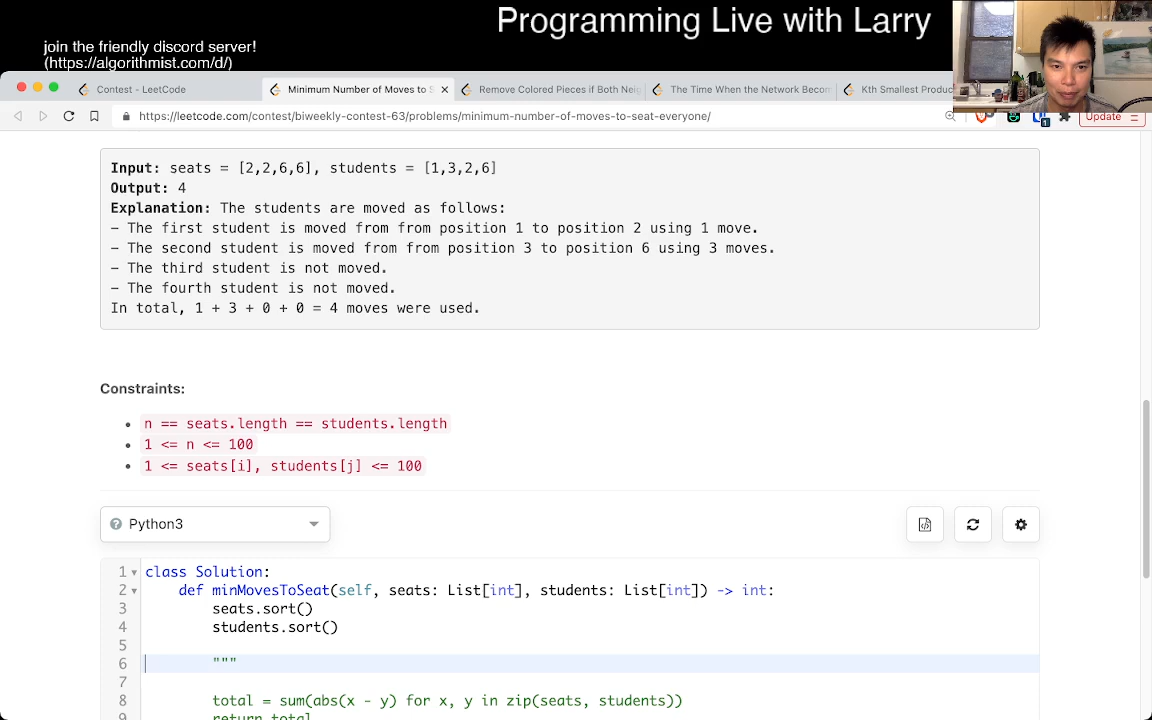 Programming Live with Larry
join the friendly discord server!
(https://algorithmist.com/d/)
Contest - LeetCode
Minimum Number of Moves to S
Remove Colored Pieces if Both Neig
The Time When the Network Becom
Kth Smallest Produc
https://leetcode.com/contest/biweekly-contest-63/problems/minimum-number-of-moves-to-seat-everyone/
1
Update
Input: seats = [2,2,6,6], students = [1,3,2,6]
Output: 4
Explanation: The students are moved as follows:
- The first student is moved from from position 1 to position 2 using 1 move.
- The second student is moved from from position 3 to position 6 using 3 moves.
- The third student is not moved.
- The fourth student is not moved.
In total, 1 + 3 + 0 + 0 = 4 moves were used.
Constraints:
n == seats.length == students.length
1 <= n <= 100
1 <= seats[i], students[j] <= 100
Python3
1 class Solution:
2 def minMovesToSeat(self, seats: List[int], students: List[int]) -> int:
3 seats.sort()
4 students.sort()
5
6 """
7
8 total = sum(abs(x - y) for x, y in zip(seats, students))
9 return total